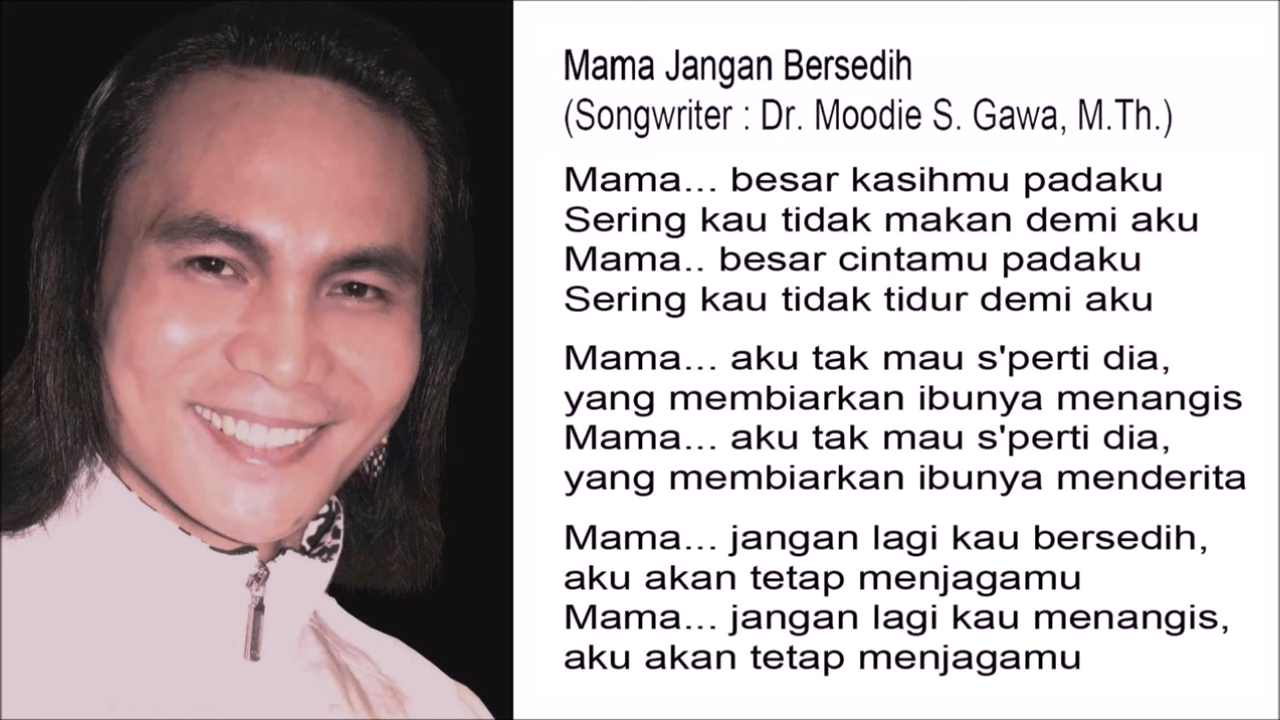 Mama Jangan Bersedih
(Songwriter : Dr. Moodie S. Gawa, M.Th.)
Mama... besar kasihmu padaku
Sering kau tidak makan demi aku
Mama.. besar cintamu padaku
Sering kau tidak tidur demi aku
Mama... aku tak mau s'perti dia,
yang membiarkan ibunya menangis
Mama... aku tak mau s'perti dia,
yang membiarkan ibunya menderita
Mama... jangan lagi kau bersedih,
aku akan tetap menjagamu
Mama... jangan lagi kau menangis,
aku akan tetap menjagamu